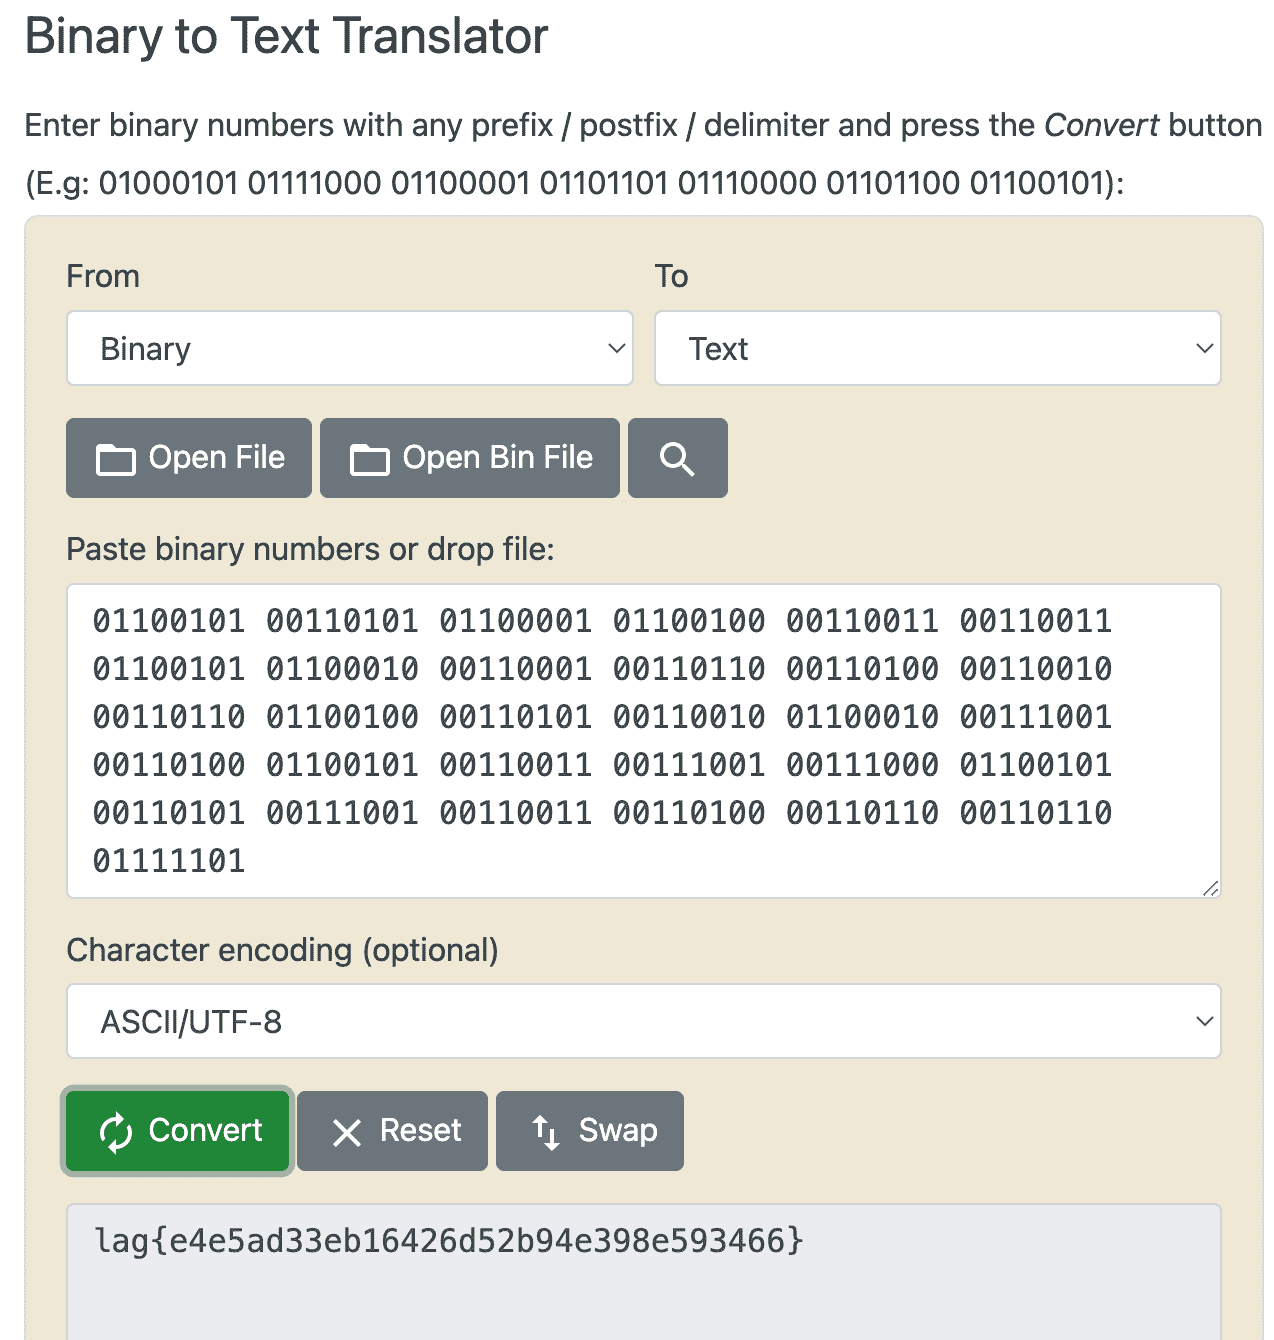 Binary to Text Translator
Enter binary numbers with any prefix / postfix / delimiter and press the Convert button
(E.g: 01000101 01111000 01100001 01101101 01110000 01101100 01100101):
From
To
Binary
Text
Open File
Open Bin File
Paste binary numbers or drop file:
01100101 00110101 01100001 01100100 00110011 00110011
01100101 01100010 00110001 00110110 00110100 00110010
00110110 01100100 00110101 00110010 01100010 00111001
00110100 01100101 00110011 00111001 00111000 01100101
00110101 00111001 00110011 00110100 00110110 00110110
01111101
Character encoding (optional)
ASCII/UTF-8
Convert
Reset
Swap
lag{e4e5ad33eb16426d52b94e398e593466}